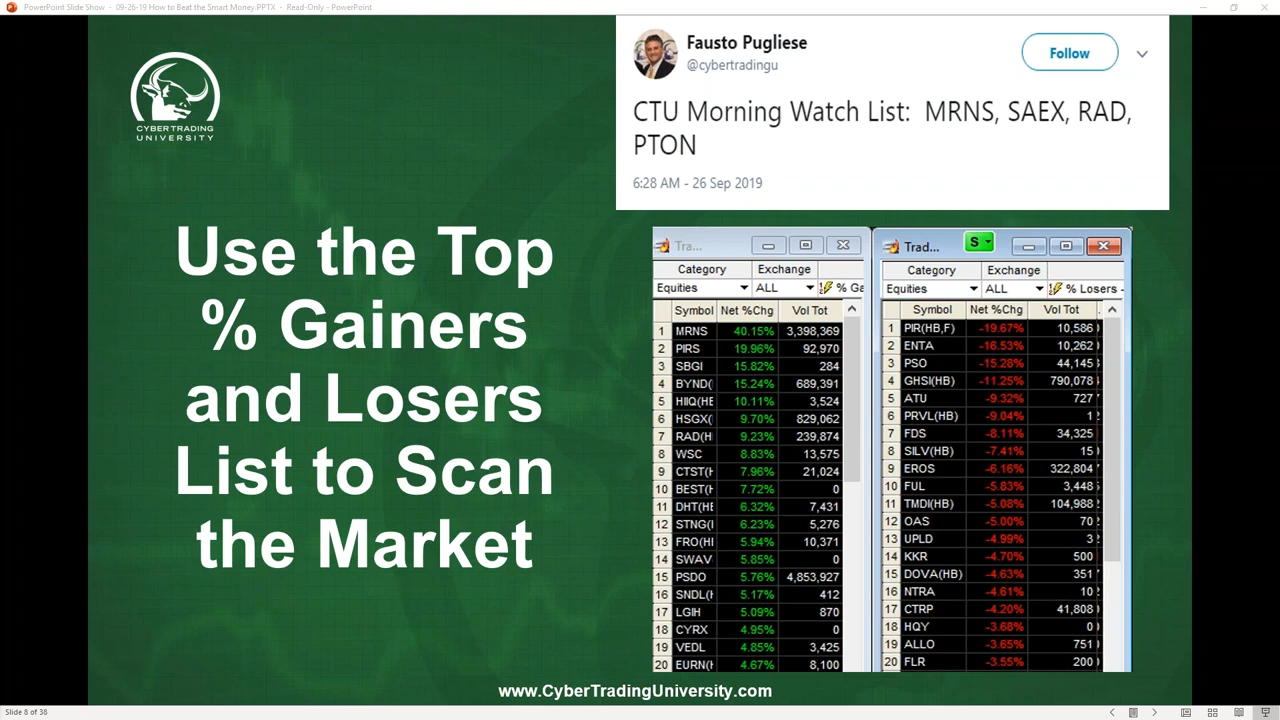 PowerPoint Slide Show - 09-26-19 How to Beat the Smart Money.PPTX - Read-Only - PowerPoint
CYBERTRADING
UNIVERSITY
Fausto Pugliese
@cybertradingu
Follow
CTU Morning Watch List: MRNS, SAEX, RAD,
PTON
6:28 AM - 26 Sep 2019
Use the Top
% Gainers
and Losers
List to Scan
the Market
Tra...
Category Exchange
Equities ALL % Ga
Symbol Net %Chg Vol Tot
1 MRNS 40.15% 3,398,369
2 PIRS 19.96% 92,970
3 SBGI 15.82% 284
4 BYND( 15.24% 689,391
5 HIIQ(HE 10.11% 3,524
6 HSGX( 9.70% 829,062
7 RAD(H 9.23% 239,874
8 WSC 8.83% 13,575
9 CTST(H 7.96% 21,024
10 BEST(H 7.72% 0
11 DHT(HE 6.32% 7,431
12 STNG(I 6.23% 5,276
13 FRO(HI 5.94% 10,371
14 SWAV 5.85% 0
15 PSDO 5.76% 4,853,927
16 SNDL(H 5.17% 412
17 LGIH 5.09% 870
18 CYRX 4.95% 0
19 VEDL 4.85% 3,425
20 EURN(H 4.67% 8,100
Trad... S
Category Exchange
Equities ALL % Losers -
Symbol Net %Chg Vol Tot
1 PIR(HB,F) -19.67% 10,586
2 ENTA -16.53% 10,262
3 PSO -15.28% 44,145
4 GHSI(HB) -11.25% 790,078
5 ATU -9.32% 727
6 PRVL(HB) -9.04% 1
7 FDS -8.11% 34,325
8 SILV(HB) -7.41% 15
9 EROS -6.16% 322,804
10 FUL -5.83% 3,448
11 TMDI(HB) -5.08% 104,988
12 OAS -5.00% 70
13 UPLD -4.99% 3
14 KKR -4.70% 500
15 DOVA(HB) -4.63% 351
16 NTRA -4.61% 10
17 CTRP -4.20% 41,808
18 HQY -3.68% 0
19 ALLO -3.65% 751
20 FLR -3.55% 200
www.CyberTradingUniversity.com
Slide 8 of 38